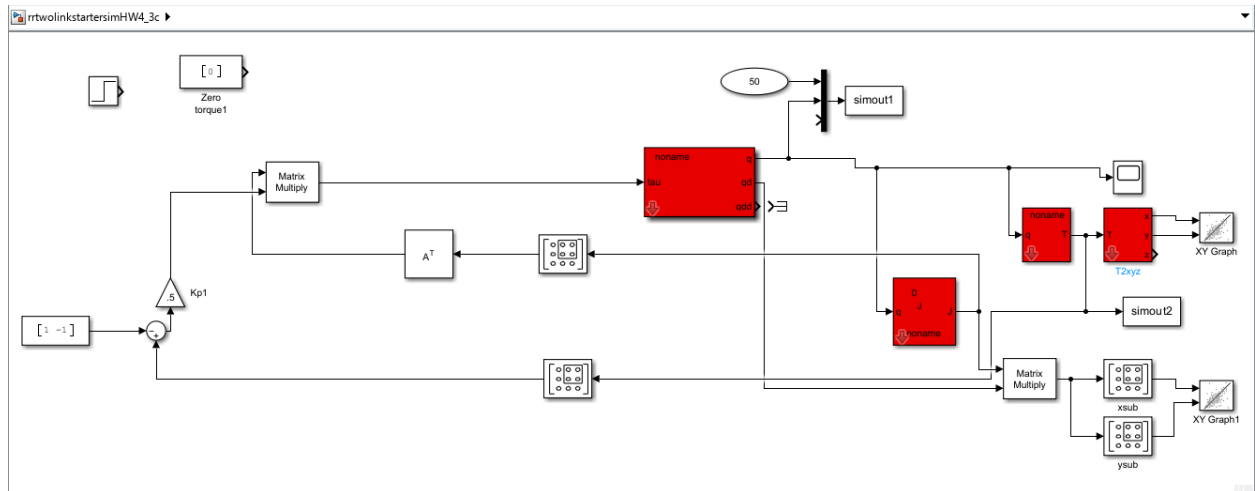 rrtwolinkstartersimHW4_3c
[0]
Zero
torque1
50
simout1
Matrix
Multiply
noname
tau
q
qd
qdd
A^T
.5
Kp1
[1 -1]
0
J
q
J
noname
noname
q
T
T
x
y
z
T2xyz
XY Graph
simout2
Matrix
Multiply
xsub
ysub
XY Graph1